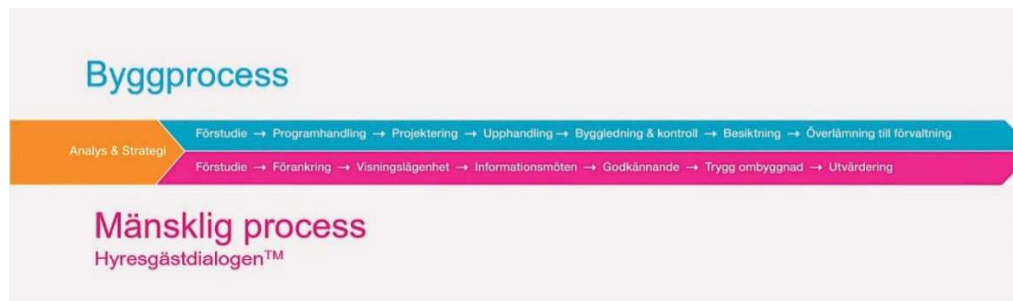 Byggprocess
Förstudie → Programhandling → Projektering → Upphandling → Byggledning & kontroll → Besiktning → Överlämning till förvaltning
Analys & Strategi
Förstudie → Förankring → Visningslägenhet → Informationsmöten → Godkännande → Trygg ombyggnad → Utvärdering
Mänsklig process
Hyresgästdialogen™